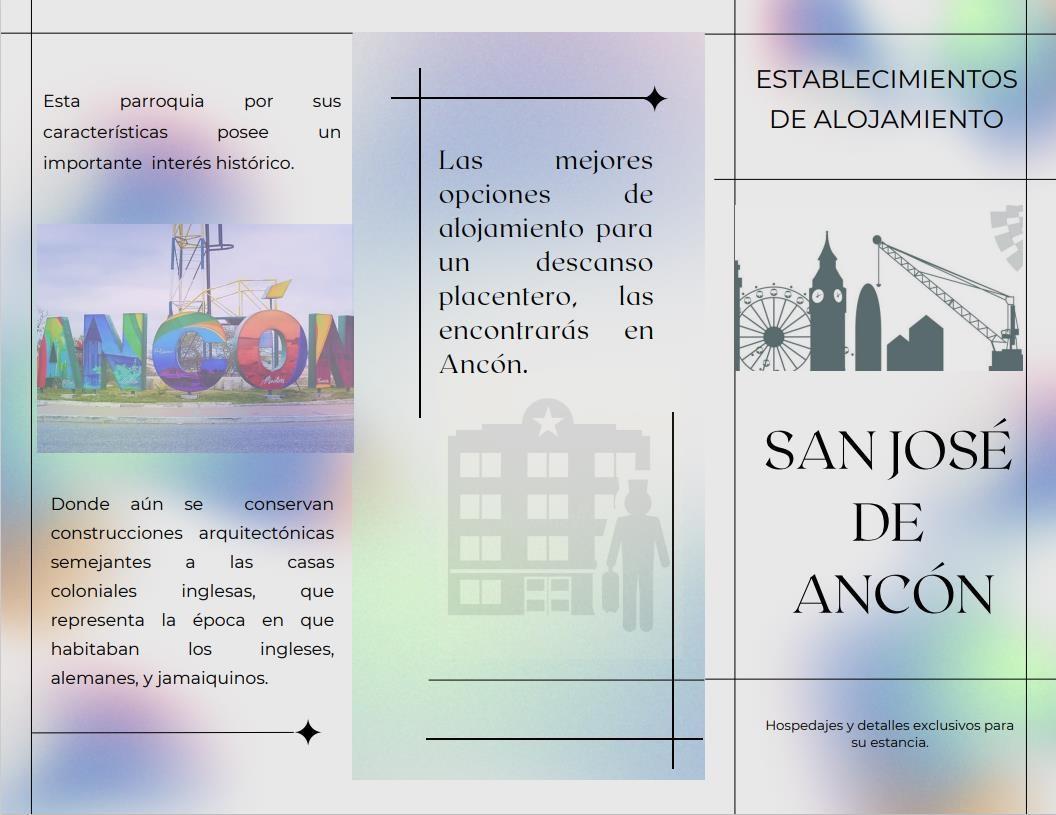 Esta parroquia por sus
características posee un
importante interés histórico.
ANCON
Donde aún se conservan
construcciones arquitectónicas
semejantes a las casas
coloniales inglesas, que
representa la época en que
habitaban los ingleses,
alemanes, y jamaiquinos.
Las mejores
opciones de
alojamiento para
un descanso
placentero, las
encontrarás en
Ancón.
ESTABLECIMIENTOS
DE ALOJAMIENTO
SAN JOSÉ
DE
ANCÓN
Hospedajes y detalles exclusivos para
su estancia.